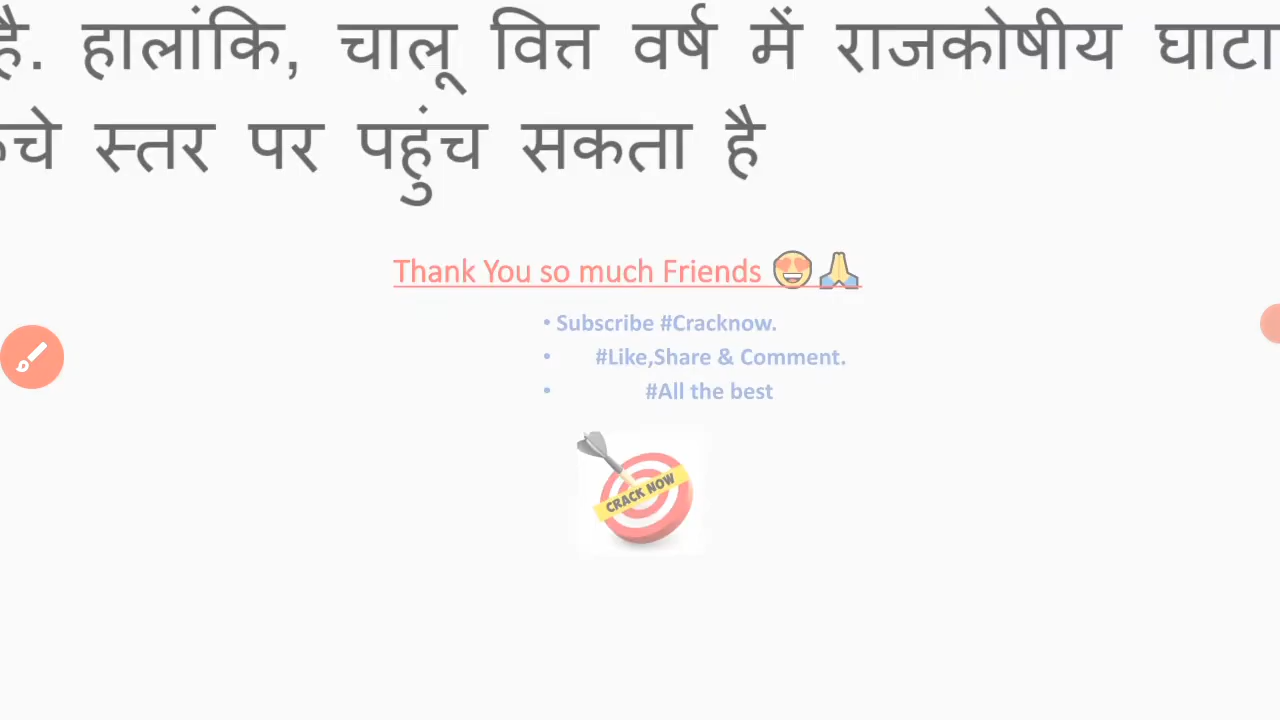 है. हालांकि, चालू वित्त वर्ष में राजकोषीय घाटा
स्तर पर पहुंच सकता है
Thank You so much Friends 😍🙏
• Subscribe #Cracknow.
• #Like,Share & Comment.
• #All the best
CRACK NOW